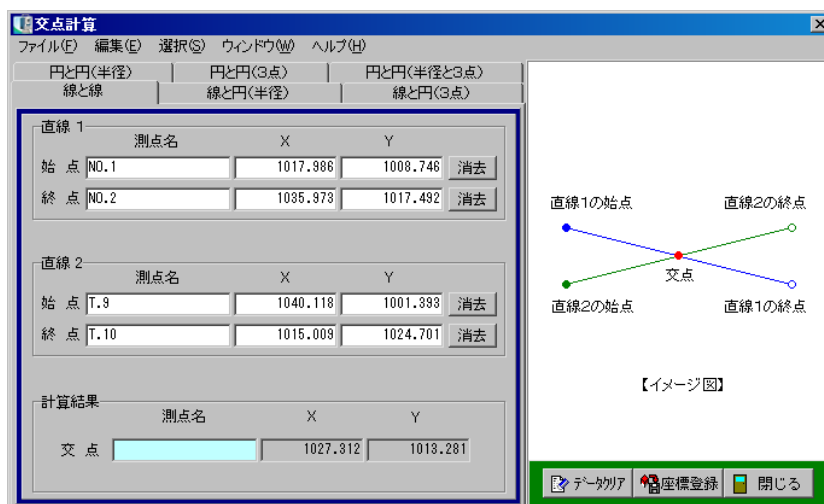 交点計算
ファイル(F) 編集(E) 選択(S) ウィンドウ(W) ヘルプ(H)
円と円(半径) 円と円(3点) 円と円(半径と3点)
線と線 線と円(半径) 線と円(3点)
直線 1
測点名 X Y
始 点 NO.1 1017.986 1008.746 消去
終 点 NO.2 1035.973 1017.492 消去
直線 2
測点名 X Y
始 点 T.9 1040.118 1001.393 消去
終 点 T.10 1015.009 1024.701 消去
計算結果
測点名 X Y
交 点 1027.312 1013.281
直線1の始点 直線2の終点
交点
直線2の始点 直線1の終点
【イメージ図】
データクリア 座標登録 閉じる